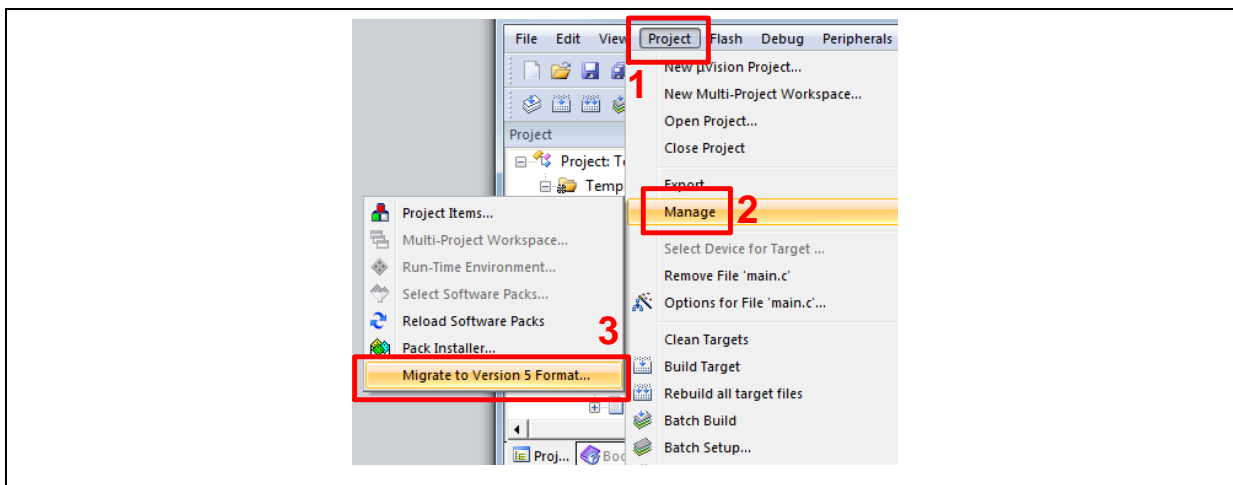 File Edit View Project Flash Debug Peripherals
1
New µVision Project...
New Multi-Project Workspace...
Open Project...
Close Project
Export
Manage 2
Select Device for Target ...
Remove File 'main.c'
Options for File 'main.c'...
Clean Targets
Build Target
Rebuild all target files
Batch Build
Batch Setup...
Project
Project:
Project Items...
Multi-Project Workspace...
Run-Time Environment...
Select Software Packs...
Reload Software Packs
3
Pack Installer...
Migrate to Version 5 Format...
Proj...